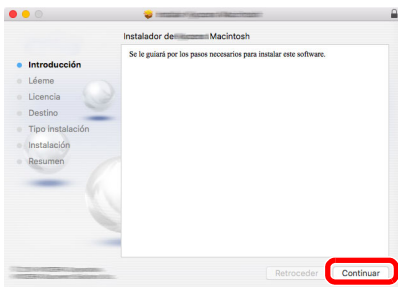 Instalador de Macintosh
Se le guiará por los pasos necesarios para instalar este software.
Introducción
Léeme
Licencia
Destino
Tipo instalación
Instalación
Resumen
Retroceder
Continuar